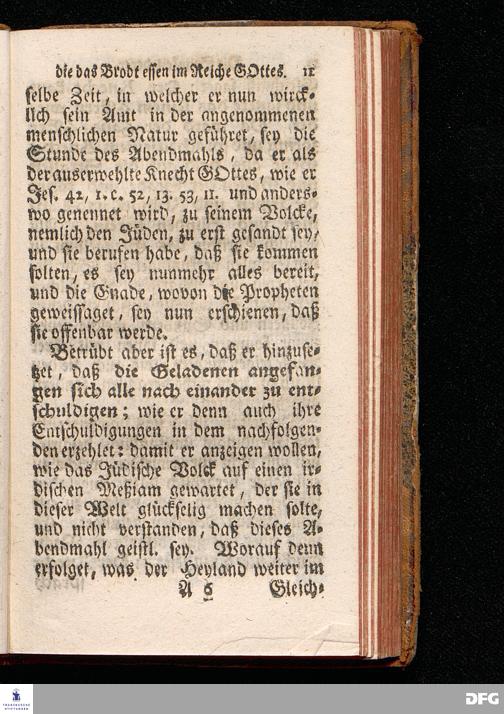 die das Brodt essen im Reiche GOttes. 11
selbe Zeit, in welcher er nun wirck-
lich sein Amt in der angenommenen
menschlichen Natur geführet, sey die
Stunde des Abendmahls, da er als
der auserwehlte Knecht GOttes, wie er
Jes. 42, 1. c. 52, 13. 53, 11. und anders-
wo genennet wird, zu seinem Volcke,
nemlich den Jüden, zu erst gesandt sey,
und sie berufen habe, daß sie kommen
solten, es sey nunmehr alles bereit,
und die Gnade, wovon die Propheten
geweissaget, sey nun erschienen, daß
sie offenbar werde.
Betrübt aber ist es, daß er hinzuse-
tzet, daß die Geladenen angefan-
gen sich alle nach einander zu ent-
schuldigen; wie er denn auch ihre
Entschuldigungen in dem nachfolgen-
den erzehlet: damit er anzeigen wollen,
wie das Jüdische Volck auf einen ir-
dischen Meßiam gewartet, der sie in
dieser Welt glückselig machen solte,
und nicht verstanden, daß dieses A-
bendmahl geistl. sey. Worauf denn
erfolget, was der Heyland weiter im
A 6 Gleich-
FRANCKESCHE
STIFTUNGEN
DFG